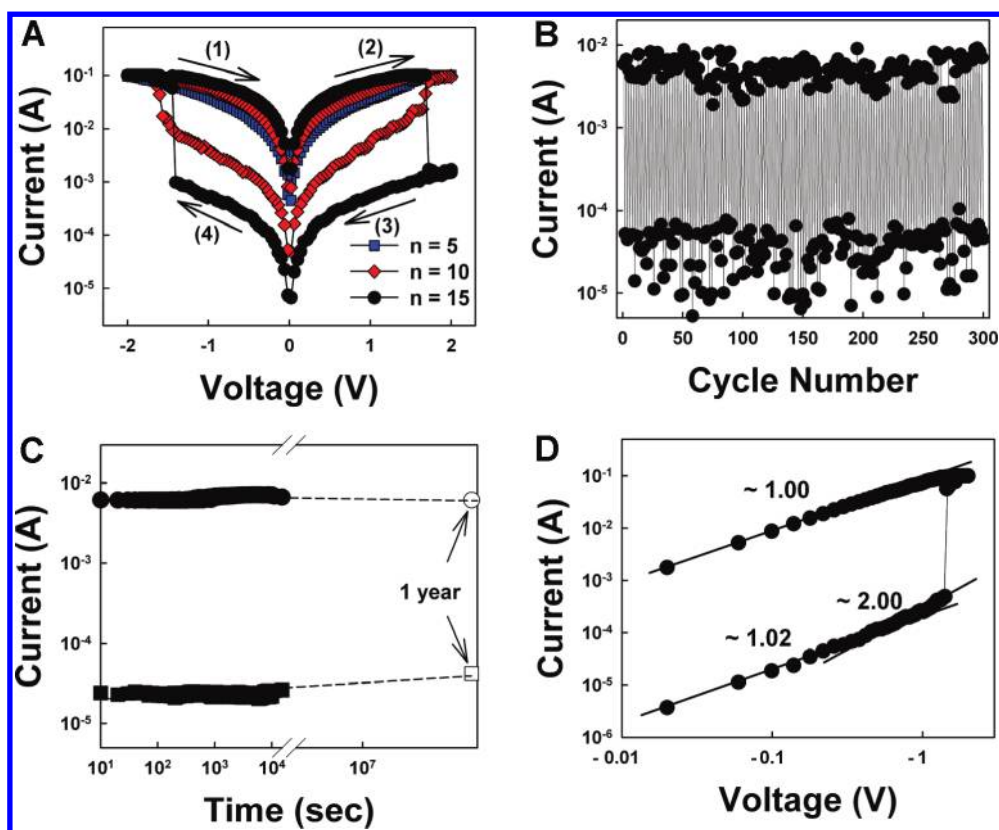 A
(1)
(2)
10⁻¹
10⁻²
10⁻³
10⁻⁴
10⁻⁵
Current (A)
(4)
(3)
n = 5
n = 10
n = 15
-2 -1 0 1 2
Voltage (V)
B
10⁻²
10⁻³
10⁻⁴
10⁻⁵
Current (A)
0 50 100 150 200 250 300
Cycle Number
C
10⁻²
10⁻³
10⁻⁴
10⁻⁵
Current (A)
1 year
10¹ 10² 10³ 10⁴ 10⁷
Time (sec)
D
10⁻¹
10⁻²
10⁻³
10⁻⁴
10⁻⁵
10⁻⁶
Current (A)
~ 1.00
~ 2.00
~ 1.02
- 0.01 - 0.1 - 1
Voltage (V)